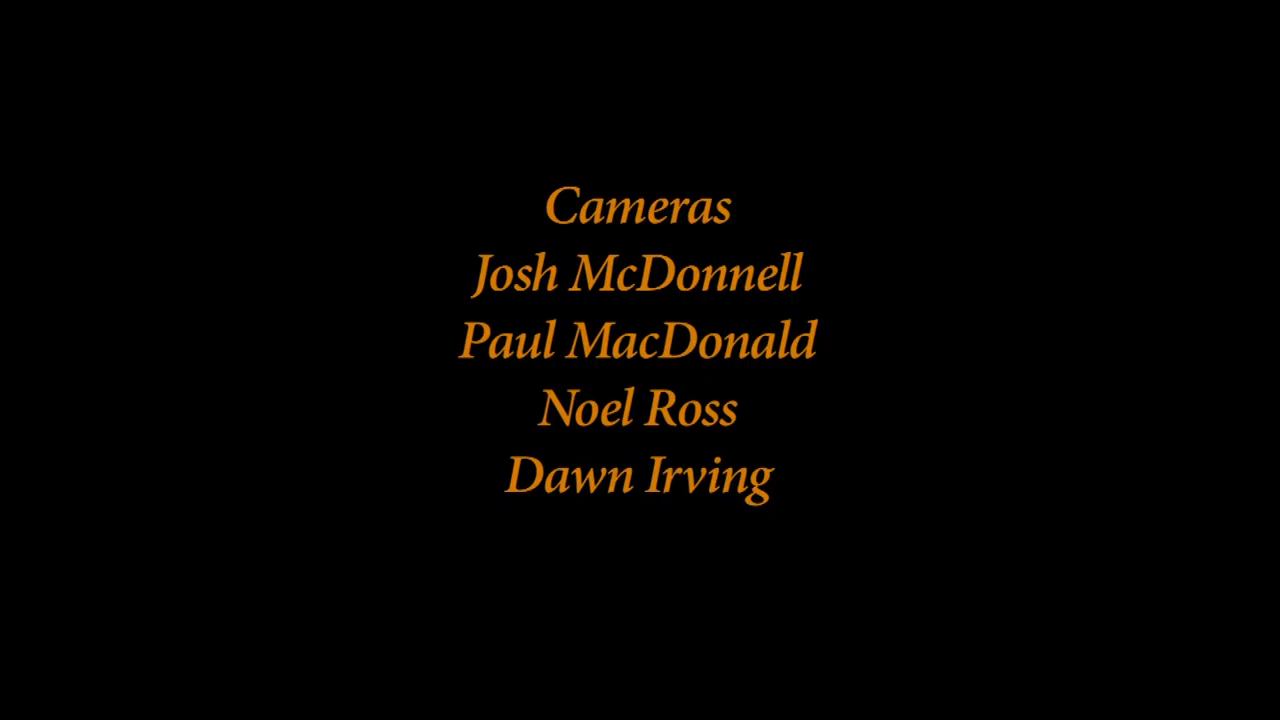 Cameras
Josh McDonnell
Paul MacDonald
Noel Ross
Dawn Irving